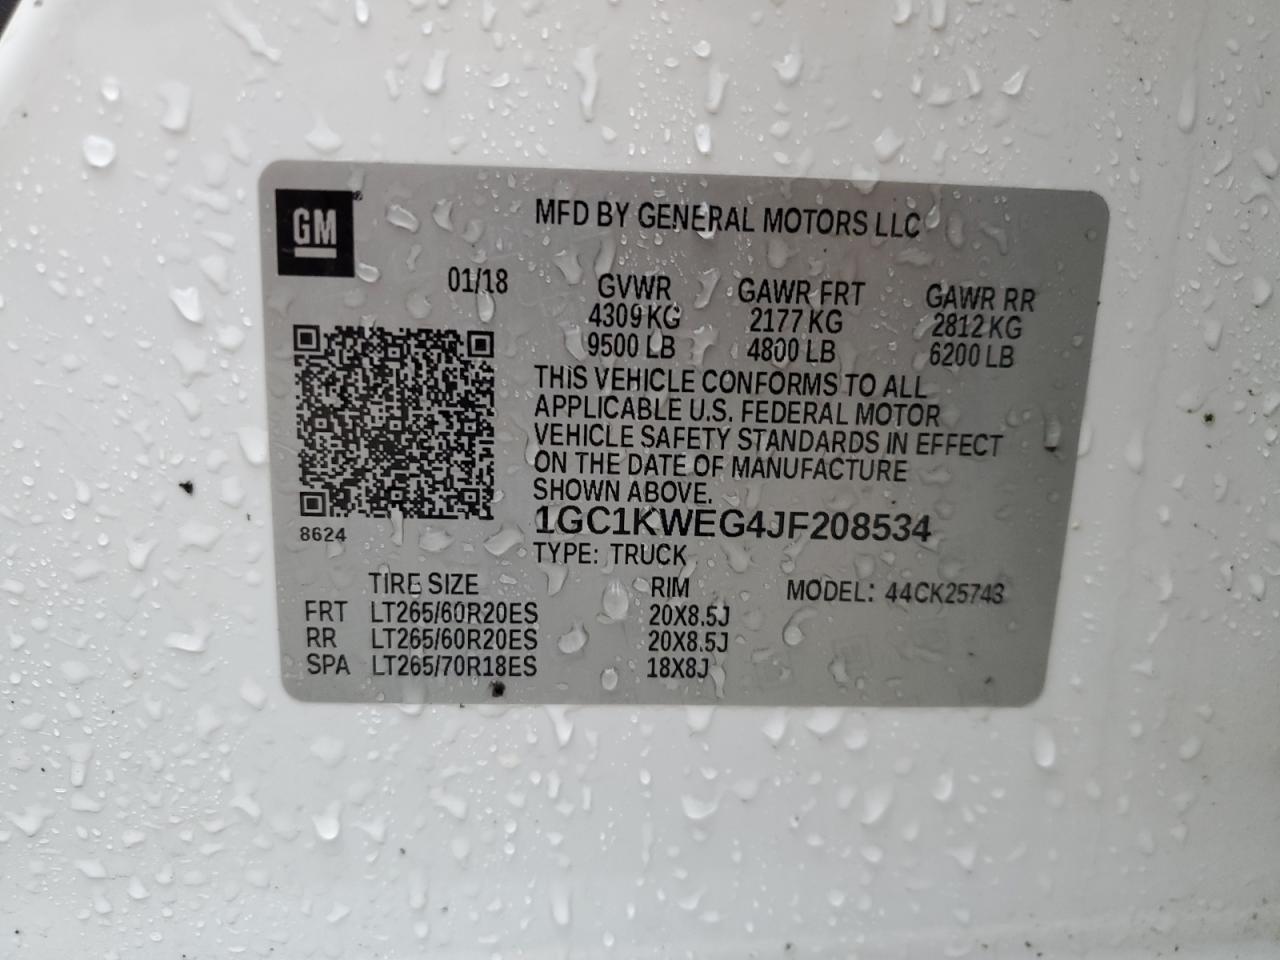 GM
MFD BY GENERAL MOTORS LLC
01/18 GVWR GAWR FRT GAWR RR
4309 KG 2177 KG 2812 KG
9500 LB 4800 LB 6200 LB
THIS VEHICLE CONFORMS TO ALL
APPLICABLE U.S. FEDERAL MOTOR
VEHICLE SAFETY STANDARDS IN EFFECT
ON THE DATE OF MANUFACTURE
SHOWN ABOVE.
8624
1GC1KWEG4JF208534
TYPE: TRUCK
TIRE SIZE RIM MODEL: 44CK25743
FRT LT265/60R20ES 20X8.5J
RR LT265/60R20ES 20X8.5J
SPA LT265/70R18ES 18X8J